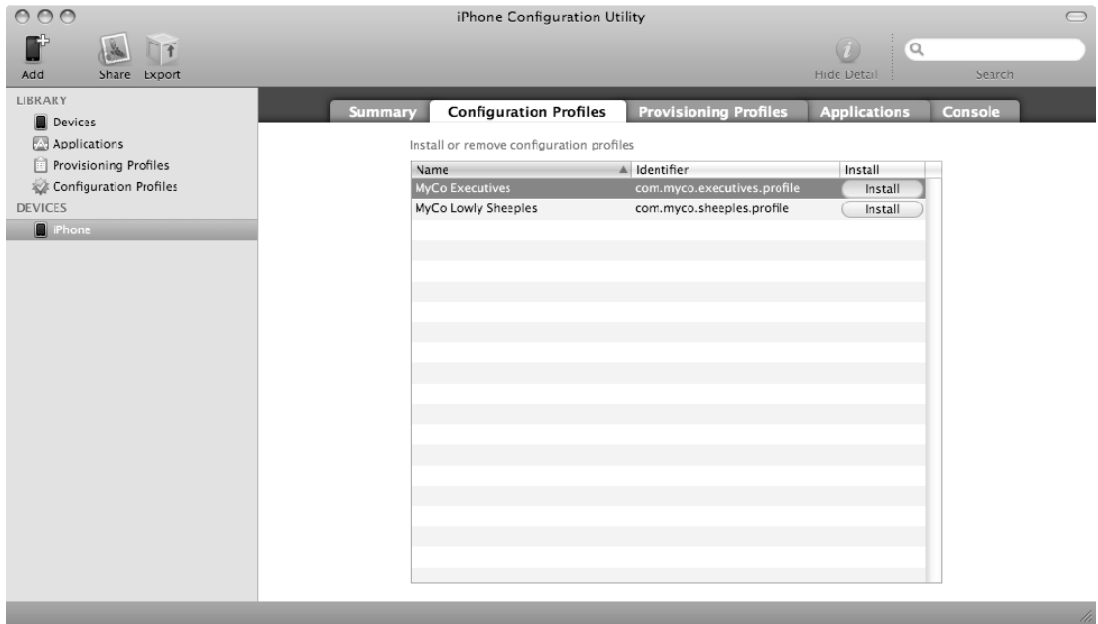 iPhone Configuration Utility
Add Share Export Hide Detail Search
LIBRARY
Devices
Applications
Provisioning Profiles
Configuration Profiles
DEVICES
iPhone
Summary Configuration Profiles Provisioning Profiles Applications Console
Install or remove configuration profiles
Name Identifier Install
MyCo Executives com.myco.executives.profile Install
MyCo Lowly Sheeples com.myco.sheeples.profile Install